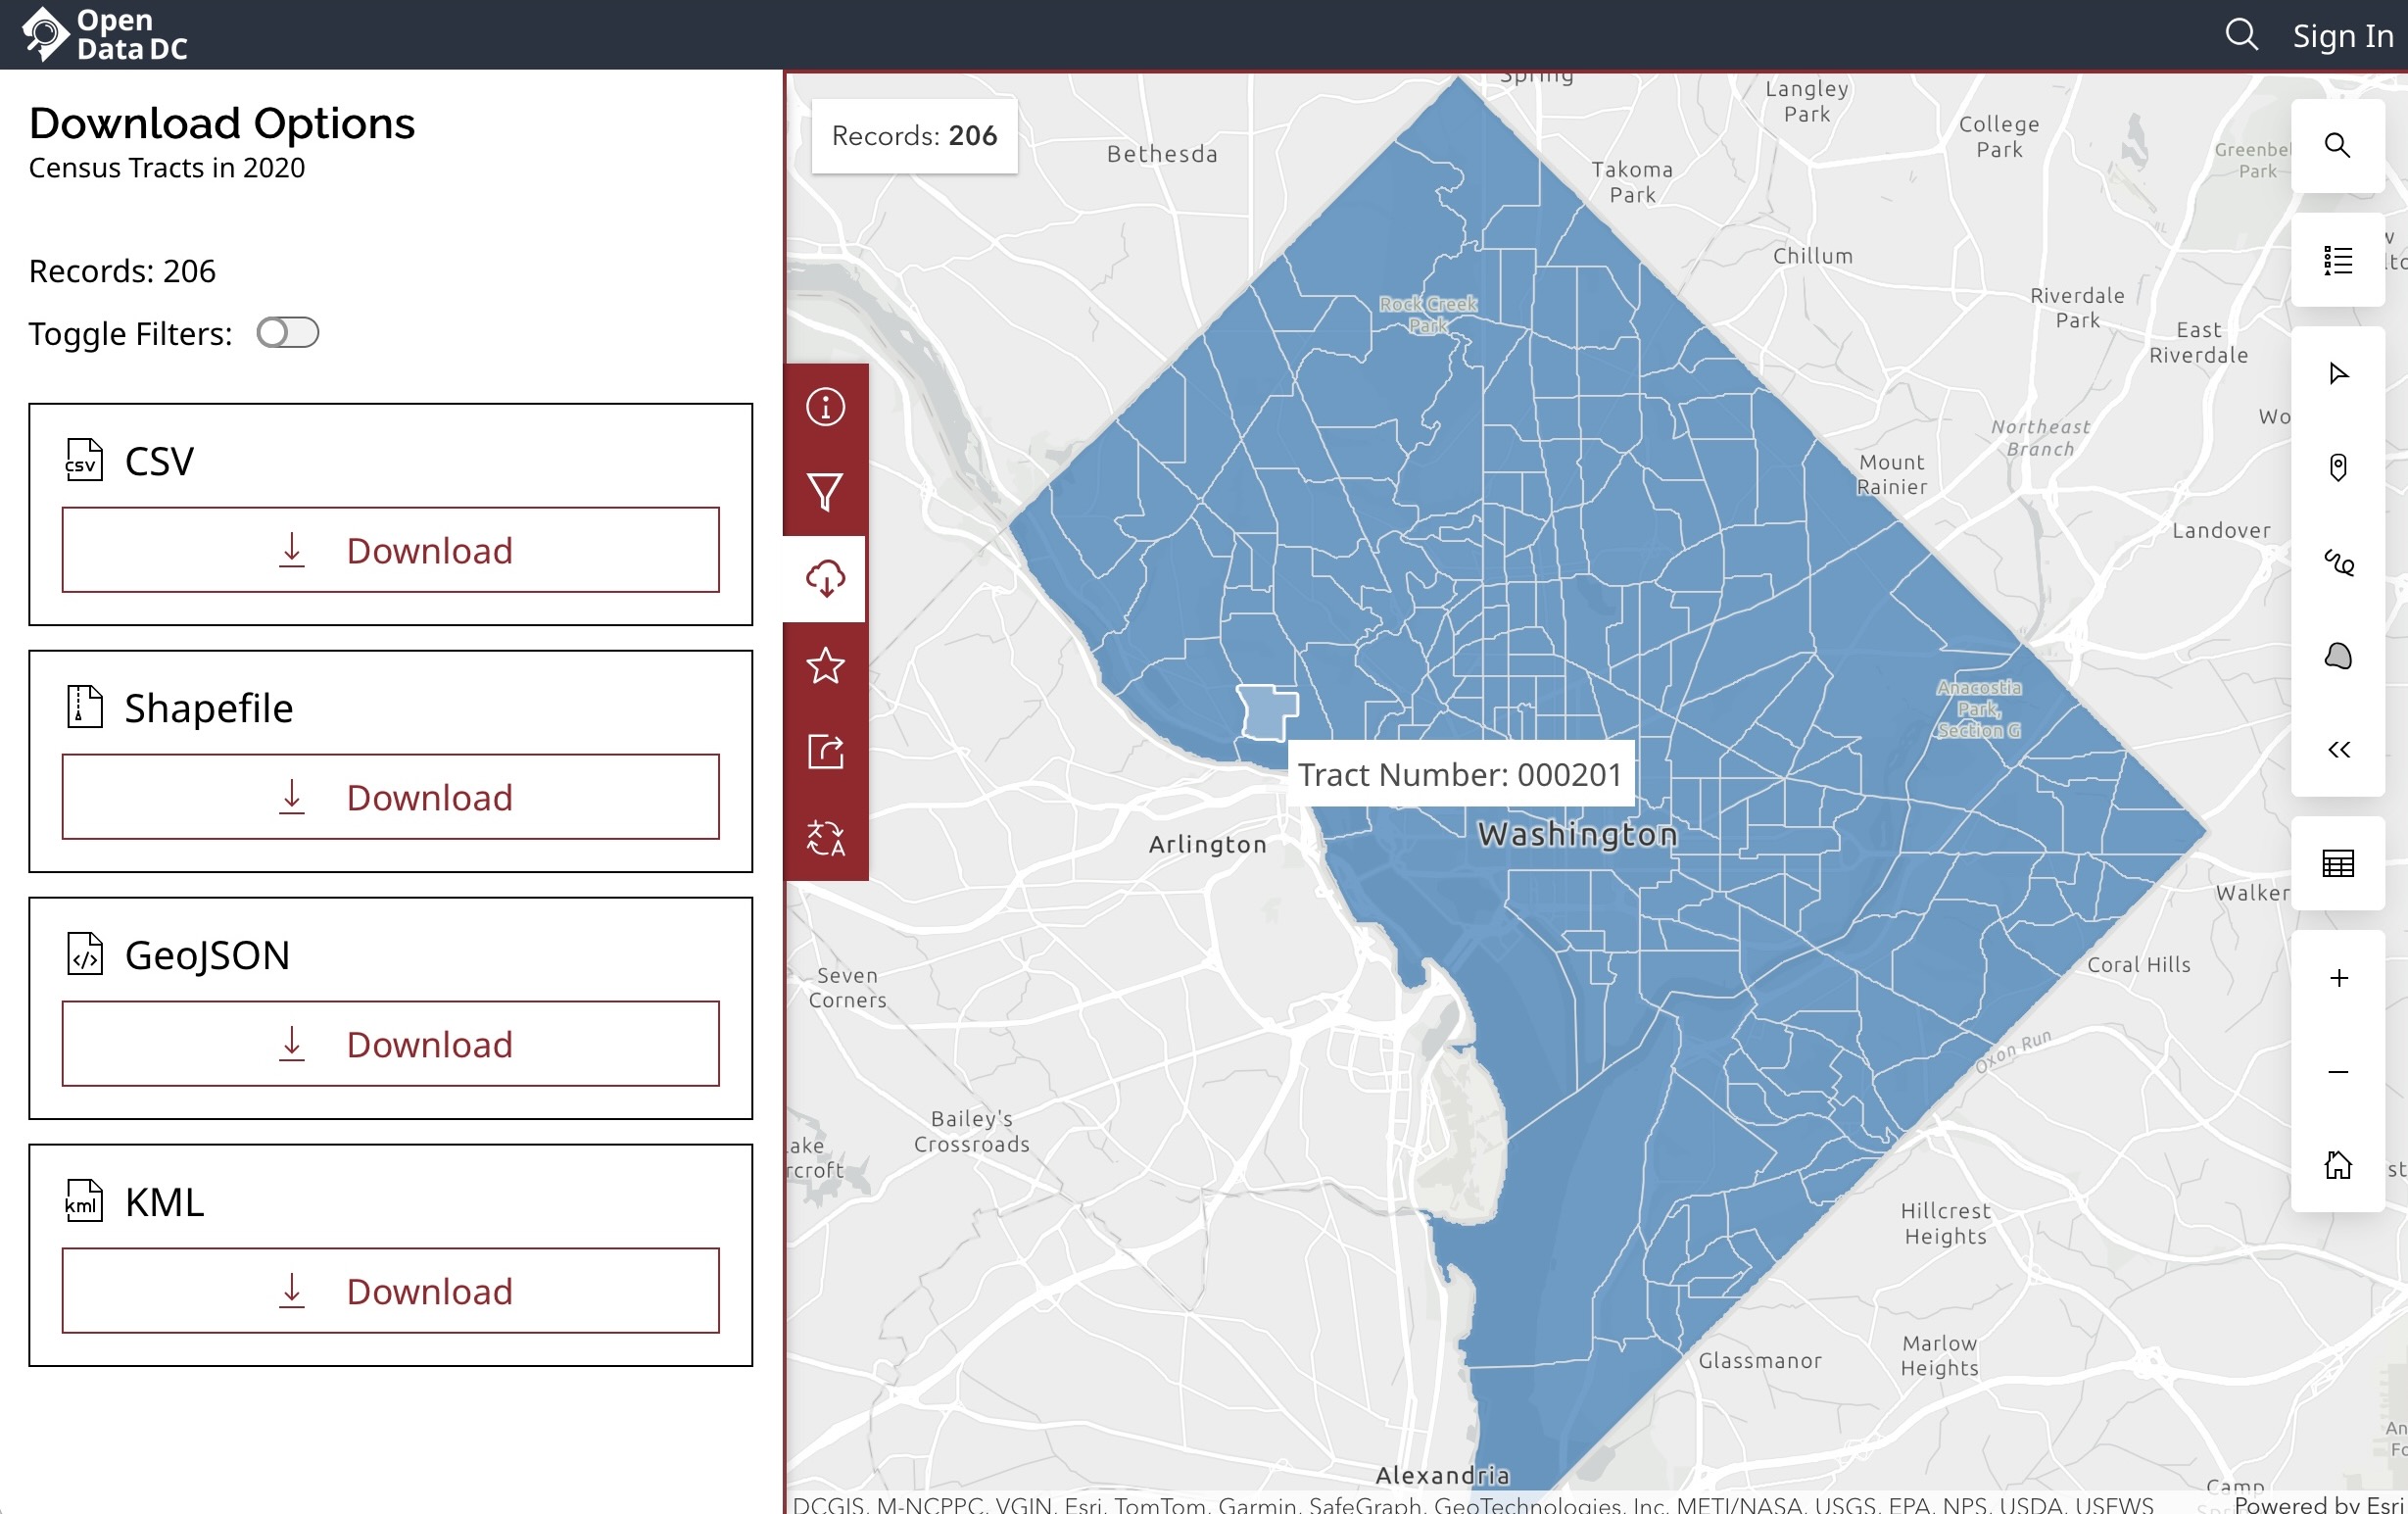 Open
Data DC
Sign In
Download Options
Census Tracts in 2020
Records: 206
Toggle Filters:
csv
CSV
Download
Shapefile
Download
</>
GeoJSON
Download
kml
KML
Download
Records: 206
Spring
Langley
Park
College
Park
Bethesda
Takoma
Park
Park
Chillum
Rock Creek
Park
Riverdale
Park
East
Riverdale
Northeast
Branch
Wo
Mount
Rainier
Landover
Anacostia
Park,
Section G
Tract Number: 000201
Washington
Arlington
Walker
Seven
Corners
Coral Hills
Oxon Run
Bailey's
Crossroads
ake
rcroft
Hillcrest
Heights
Marlow
Heights
Glassmanor
Alexandria
Camp
DCGIS, M-NCPPC, VGIN, Esri, TomTom, Garmin, SafeGraph, GeoTechnologies, Inc, METI/NASA, USGS, EPA, NPS, USDA, USFWS
Powered by Esri